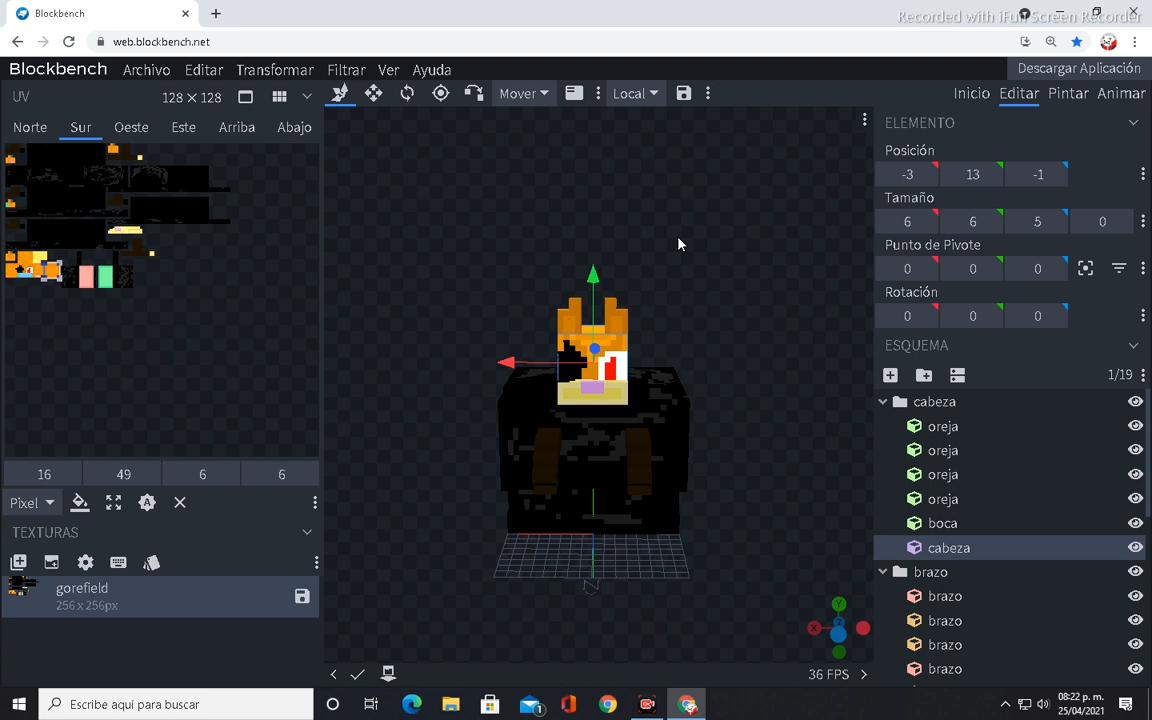 Blockbench
Recorded with iFun Screen Recorder
web.blockbench.net
Blockbench Archivo Editar Transformar Filtrar Ver Ayuda Descargar Aplicación
UV 128 × 128 Mover Local Inicio Editar Pintar Animar
Norte Sur Oeste Este Arriba Abajo
ELEMENTO
Posición
-3 13 -1
Tamaño
6 6 5 0
Punto de Pivote
0 0 0
Rotación
0 0 0
ESQUEMA
1/19
cabeza
oreja
oreja
oreja
oreja
boca
cabeza
brazo
brazo
brazo
brazo
brazo
16 49 6 6
Pixel
TEXTURAS
gorefield
256 x 256px
N
X
Y
Z
36 FPS
Escribe aquí para buscar
1
08:22 p. m.
25/04/2021